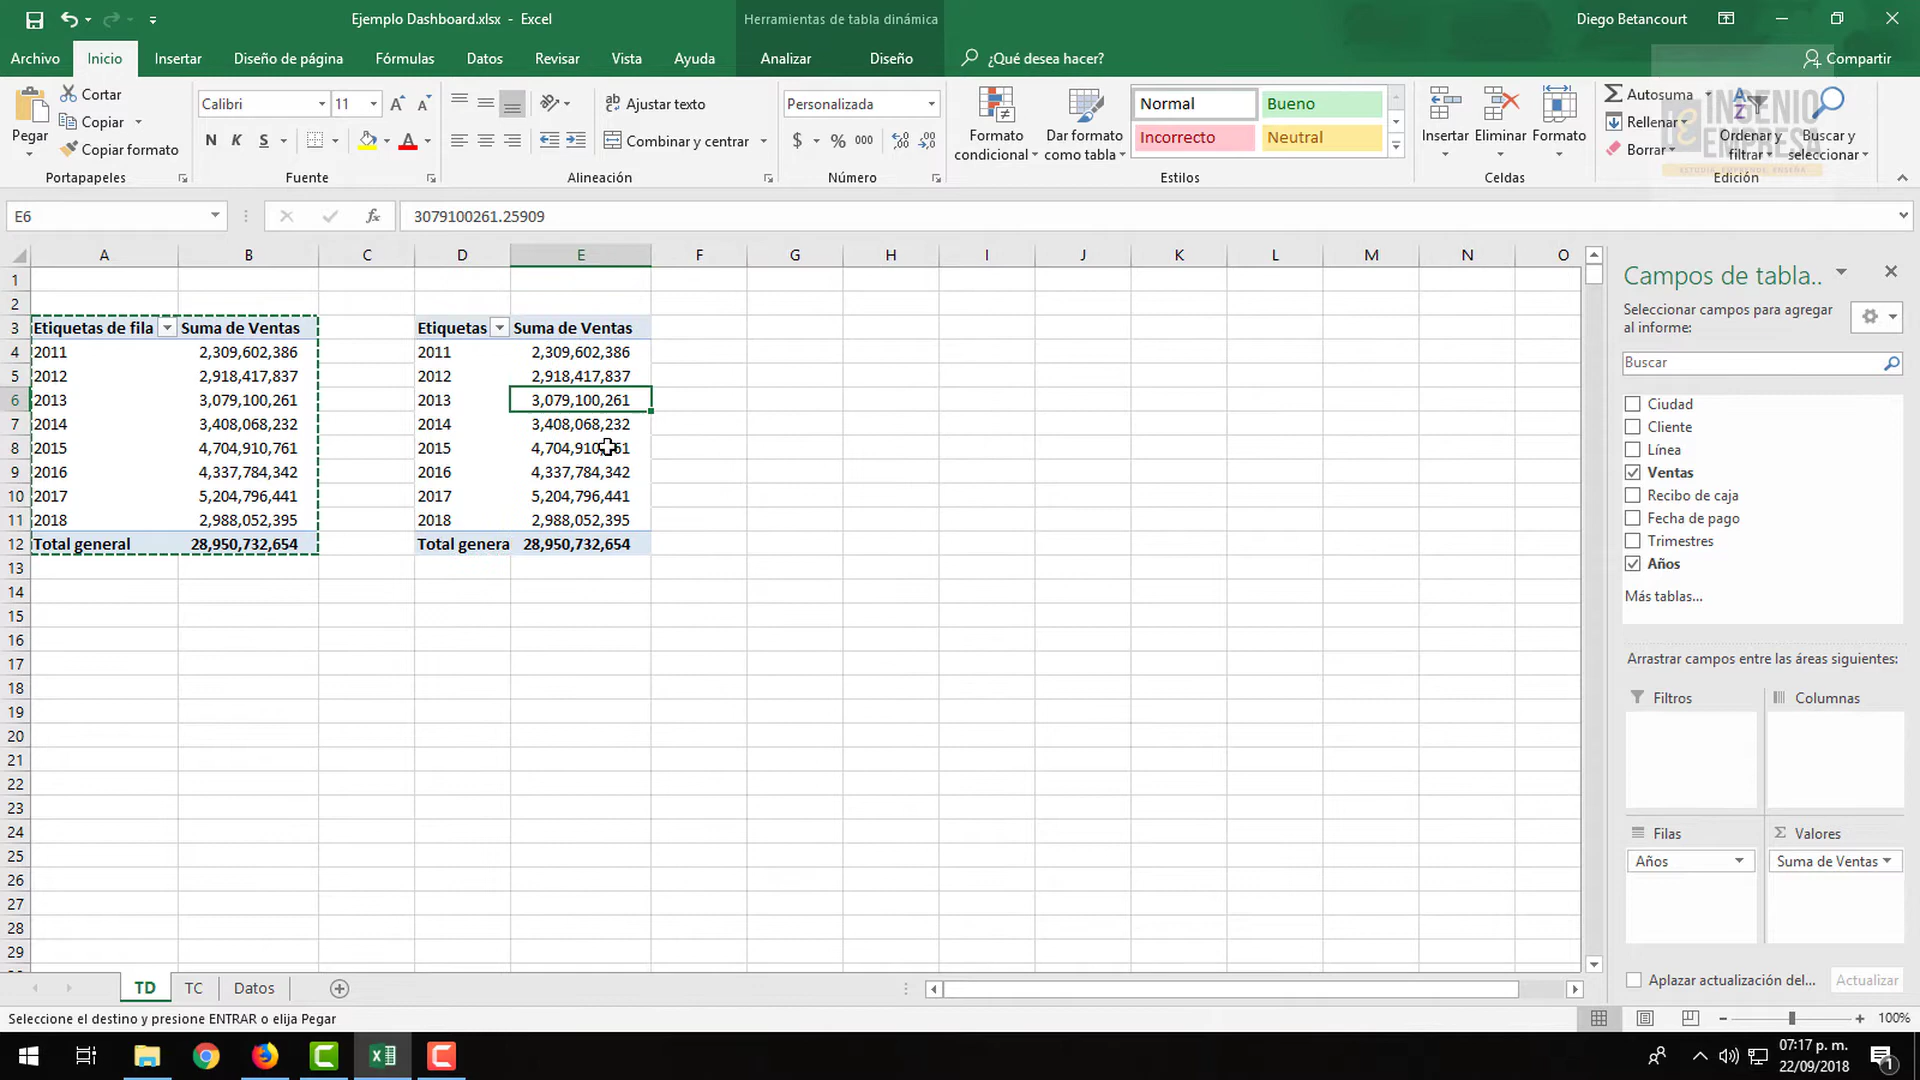 Ejemplo Dashboard.xlsx - Excel
Herramientas de tabla dinámica
Diego Betancourt
Archivo Inicio Insertar Diseño de página Fórmulas Datos Revisar Vista Ayuda Analizar Diseño ¿Qué desea hacer? Compartir
Pegar
Cortar
Copiar
Copiar formato
Portapapeles
Calibri 11
N K S
Fuente
Ajustar texto
Combinar y centrar
Alineación
Personalizada
$ % 000
Número
Formato condicional
Dar formato como tabla
Normal Bueno
Incorrecto Neutral
Estilos
Insertar Eliminar Formato
Celdas
Autosuma
Rellenar
Borrar
Ordenar y filtrar
Buscar y seleccionar
Edición
INGENIO
EMPRESA
E6 fx 3079100261.25909
A B C D E F G H I J K L M N O
1
2
3 Etiquetas de fila Suma de Ventas Etiquetas Suma de Ventas
4 2011 2,309,602,386 2011 2,309,602,386
5 2012 2,918,417,837 2012 2,918,417,837
6 2013 3,079,100,261 2013 3,079,100,261
7 2014 3,408,068,232 2014 3,408,068,232
8 2015 4,704,910,761 2015 4,704,910,761
9 2016 4,337,784,342 2016 4,337,784,342
10 2017 5,204,796,441 2017 5,204,796,441
11 2018 2,988,052,395 2018 2,988,052,395
12 Total general 28,950,732,654 Total genera 28,950,732,654
13
14
15
16
17
18
19
20
21
22
23
24
25
26
27
28
29
Campos de tabla..
Seleccionar campos para agregar
al informe:
Buscar
Ciudad
Cliente
Línea
Ventas
Recibo de caja
Fecha de pago
Trimestres
Años
Más tablas...
Arrastrar campos entre las áreas siguientes:
Filtros Columnas
Filas Σ Valores
Años Suma de Ventas
Aplazar actualización del... Actualizar
TD TC Datos
Seleccione el destino y presione ENTRAR o elija Pegar
100%
07:17 p. m.
22/09/2018
1